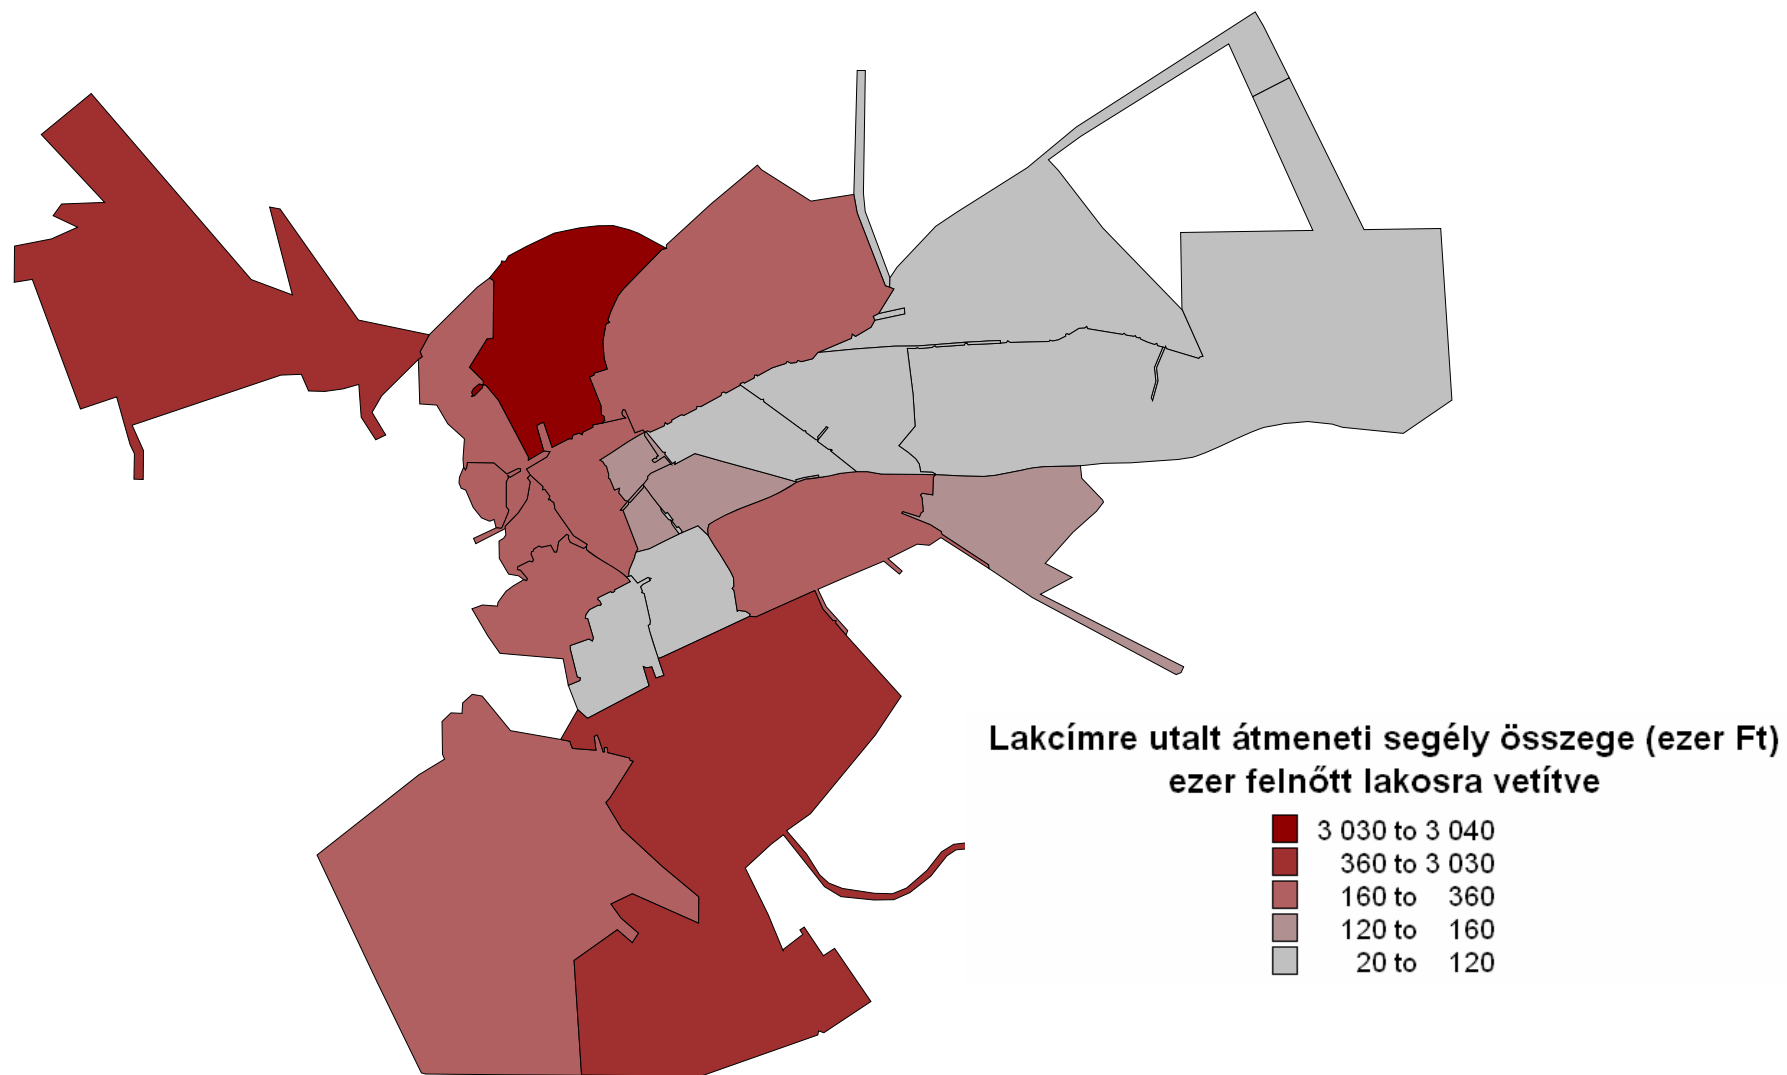 Lakcímre utalt átmeneti segély összege (ezer Ft)
ezer felnőtt lakosra vetítve
3 030 to 3 040
360 to 3 030
160 to 360
120 to 160
20 to 120